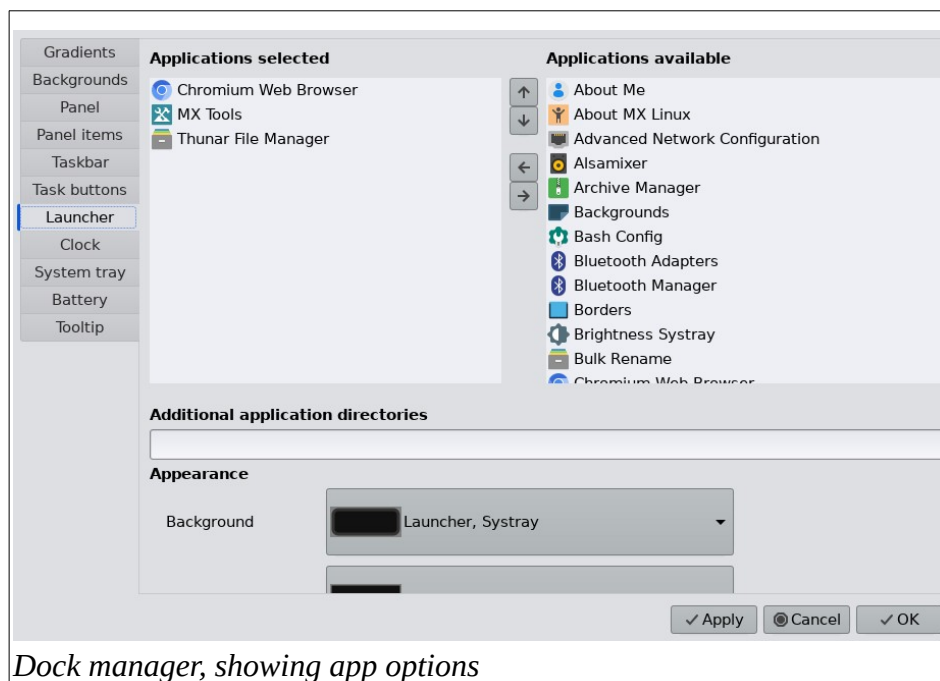 Gradients
Backgrounds
Panel
Panel items
Taskbar
Task buttons
Launcher
Clock
System tray
Battery
Tooltip
Applications selected
Chromium Web Browser
MX Tools
Thunar File Manager
Applications available
About Me
About MX Linux
Advanced Network Configuration
Alsamixer
Archive Manager
Backgrounds
Bash Config
Bluetooth Adapters
Bluetooth Manager
Borders
Brightness Systray
Bulk Rename
Chromium Web Browser
Additional application directories
Appearance
Background
Launcher, Systray
Apply
Cancel
OK
Dock manager, showing app options